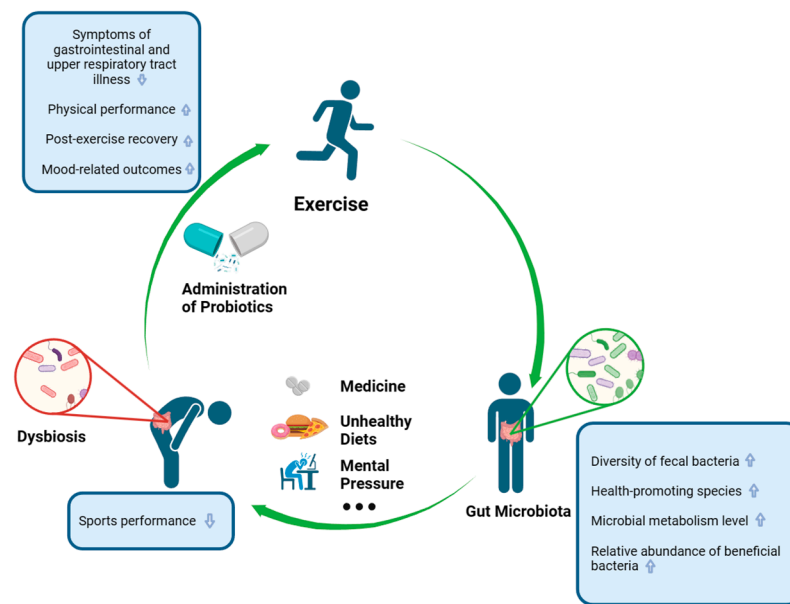 Symptoms of
gastrointestinal and
upper respiratory tract
illness
Physical performance
Post-exercise recovery
Mood-related outcomes
Exercise
Administration
of Probiotics
Dysbiosis
Medicine
Unhealthy
Diets
Mental
Pressure
Sports performance
Gut Microbiota
Diversity of fecal bacteria
Health-promoting species
Microbial metabolism level
Relative abundance of beneficial
bacteria